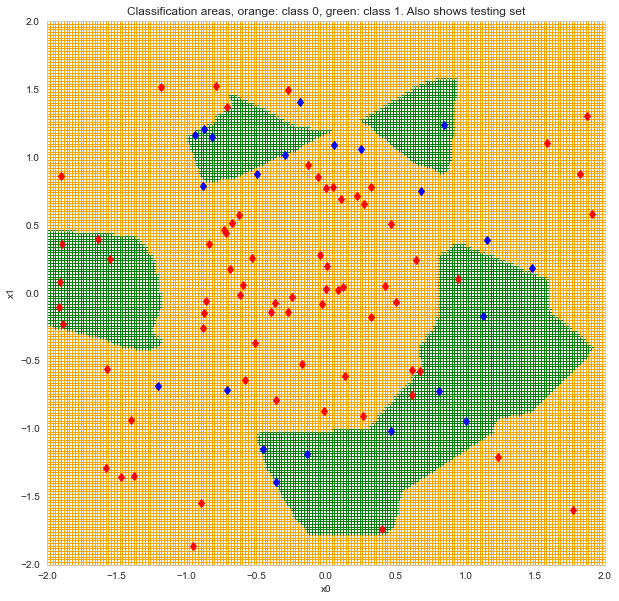 Classification areas, orange: class 0, green: class 1. Also shows testing set
2.0
1.5
1.0
0.5
0.0
−0.5
−1.0
−1.5
−2.0
x1
−2.0 −1.5 −1.0 −0.5 0.0 0.5 1.0 1.5 2.0
x0